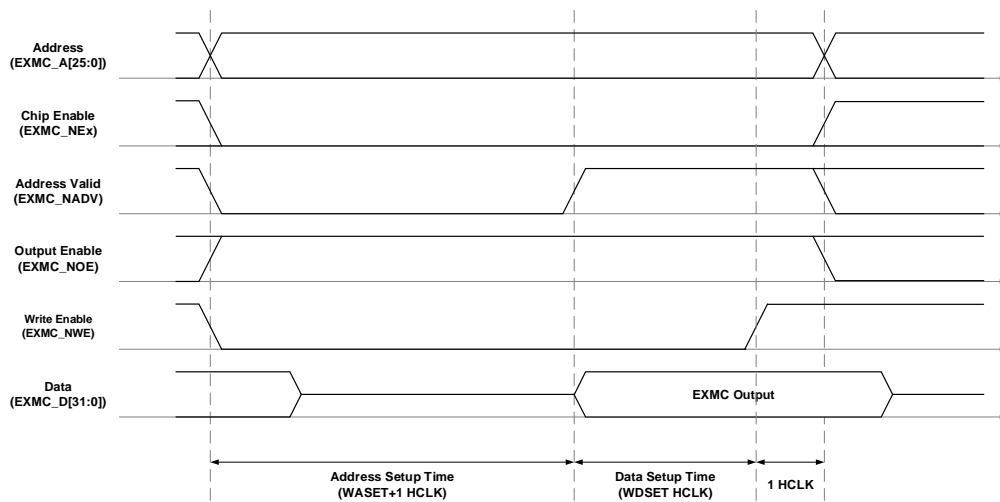 Address
(EXMC_A[25:0])
Chip Enable
(EXMC_NEx)
Address Valid
(EXMC_NADV)
Output Enable
(EXMC_NOE)
Write Enable
(EXMC_NWE)
Data
(EXMC_D[31:0])
EXMC Output
Address Setup Time
(WASET+1 HCLK)
Data Setup Time
(WDSET HCLK)
1 HCLK